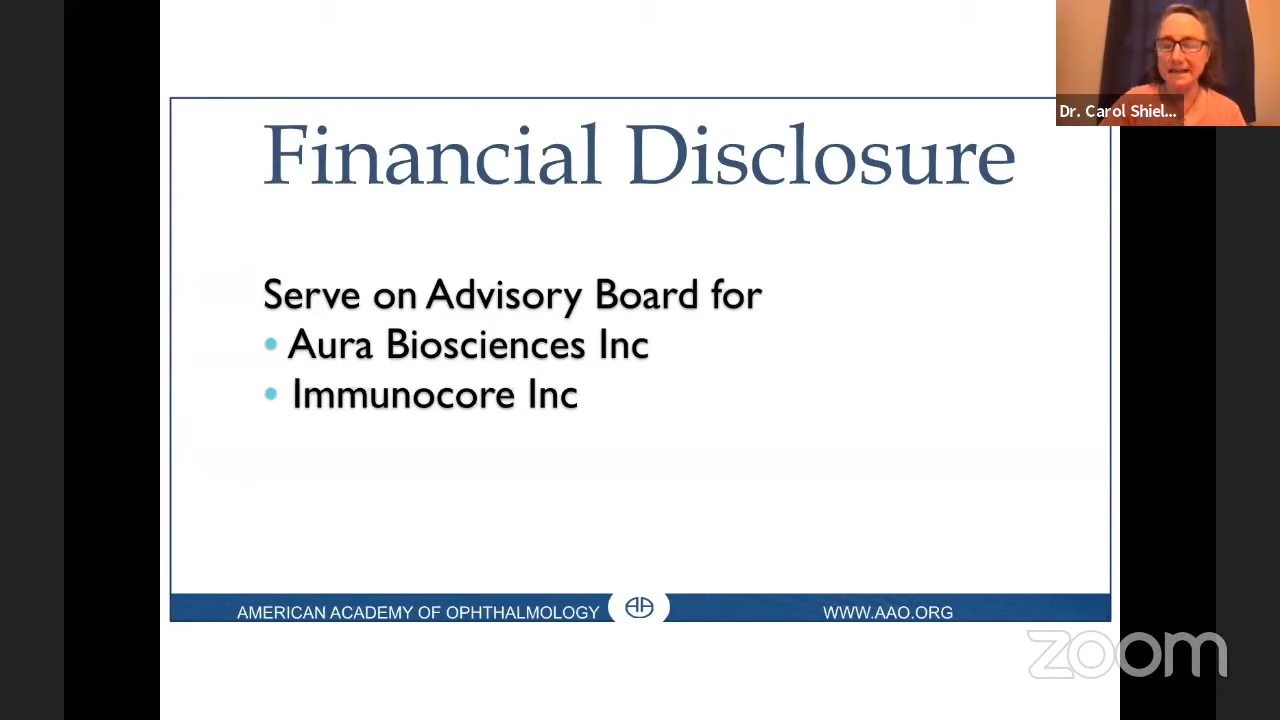 Financial Disclosure
Dr. Carol Shiel...
Serve on Advisory Board for
• Aura Biosciences Inc
• Immunocore Inc
AMERICAN ACADEMY OF OPHTHALMOLOGY
WWW.AAO.ORG
zoom